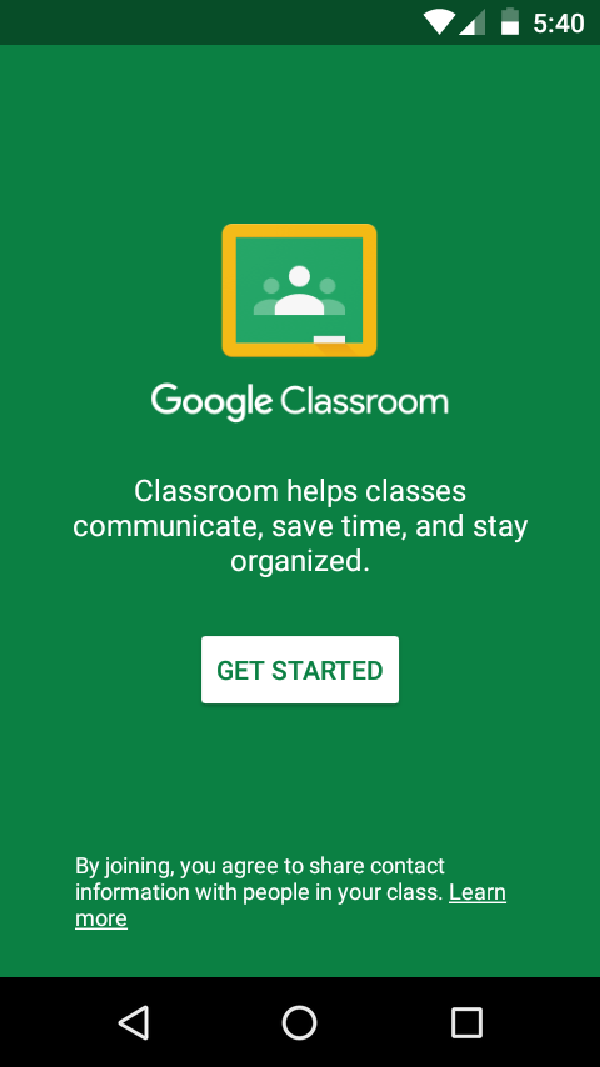 5:40
Google Classroom
Classroom helps classes
communicate, save time, and stay
organized.
GET STARTED
By joining, you agree to share contact
information with people in your class. Learn
more